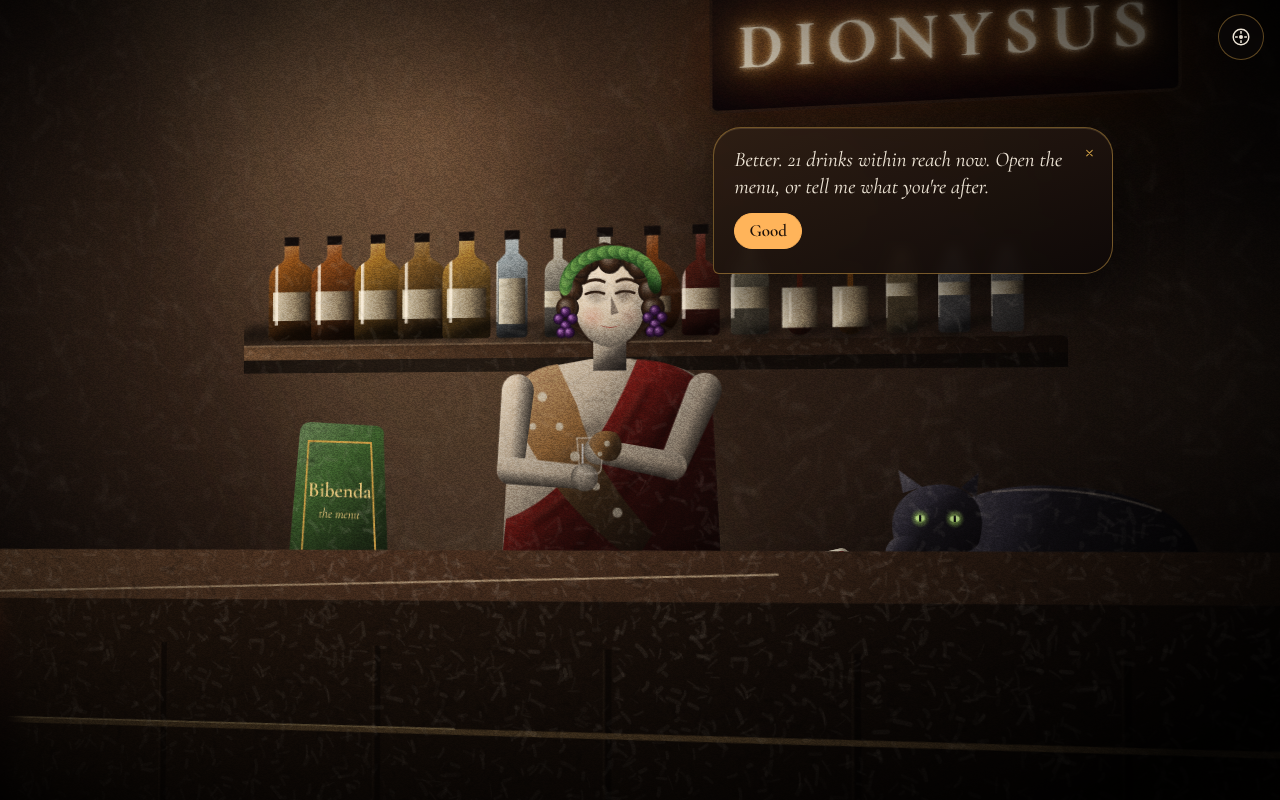 DIONYSUS
Better. 21 drinks within reach now. Open the
menu, or tell me what you're after.
×
Good
Bibenda
the menu